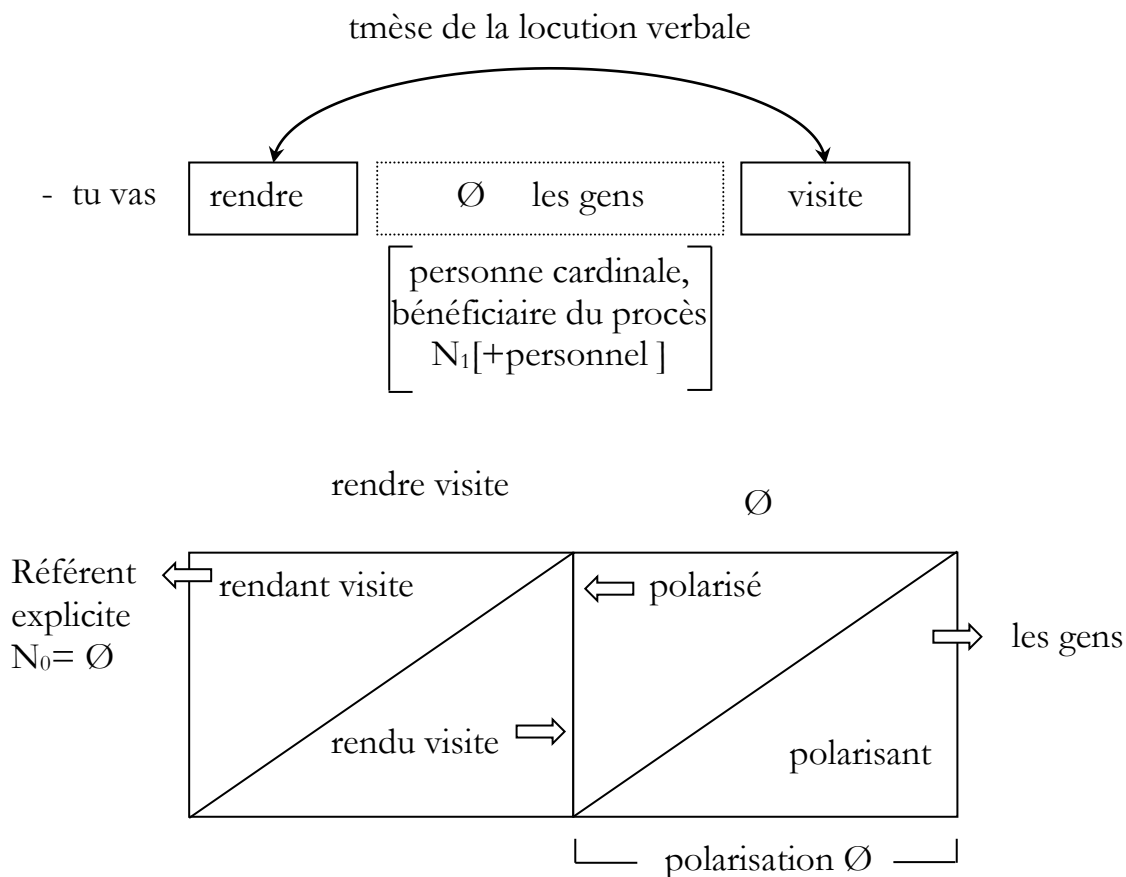 tmèse de la locution verbale
- tu vas rendre Ø les gens visite
personne cardinale,
bénéficiaire du procès
N₁[+personnel ]
rendre visite
Ø
Référent
explicite
N₀= Ø
rendant visite
polarisé
les gens
rendu visite
polarisant
polarisation Ø